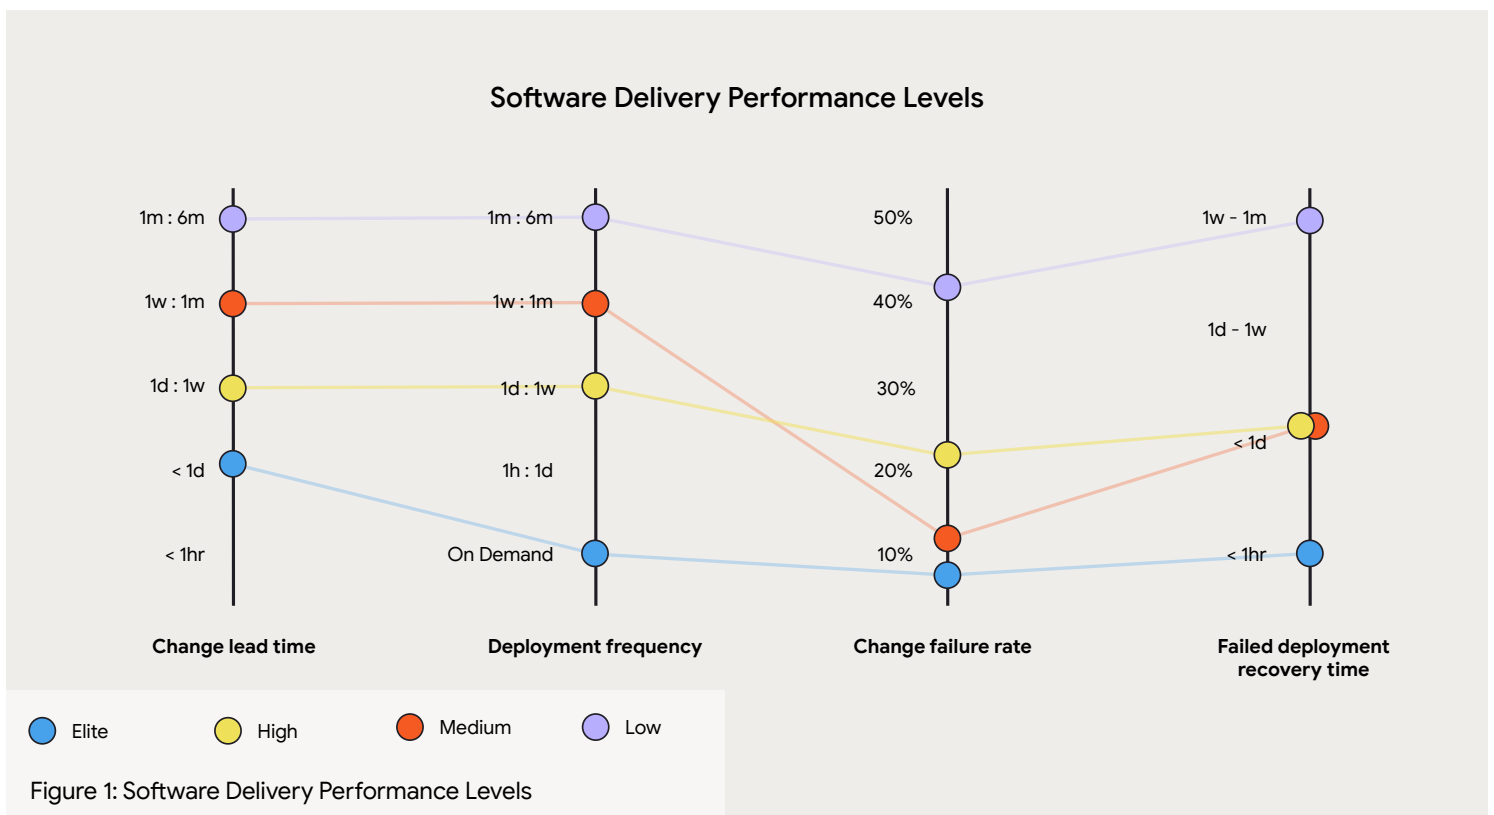 Software Delivery Performance Levels
1m : 6m
1w : 1m
1d : 1w
< 1d
< 1hr
Change lead time
1m : 6m
1w : 1m
1d : 1w
1h : 1d
On Demand
Deployment frequency
50%
40%
30%
20%
10%
Change failure rate
1w - 1m
1d - 1w
< 1d
< 1hr
Failed deployment
recovery time
Elite
High
Medium
Low
Figure 1: Software Delivery Performance Levels